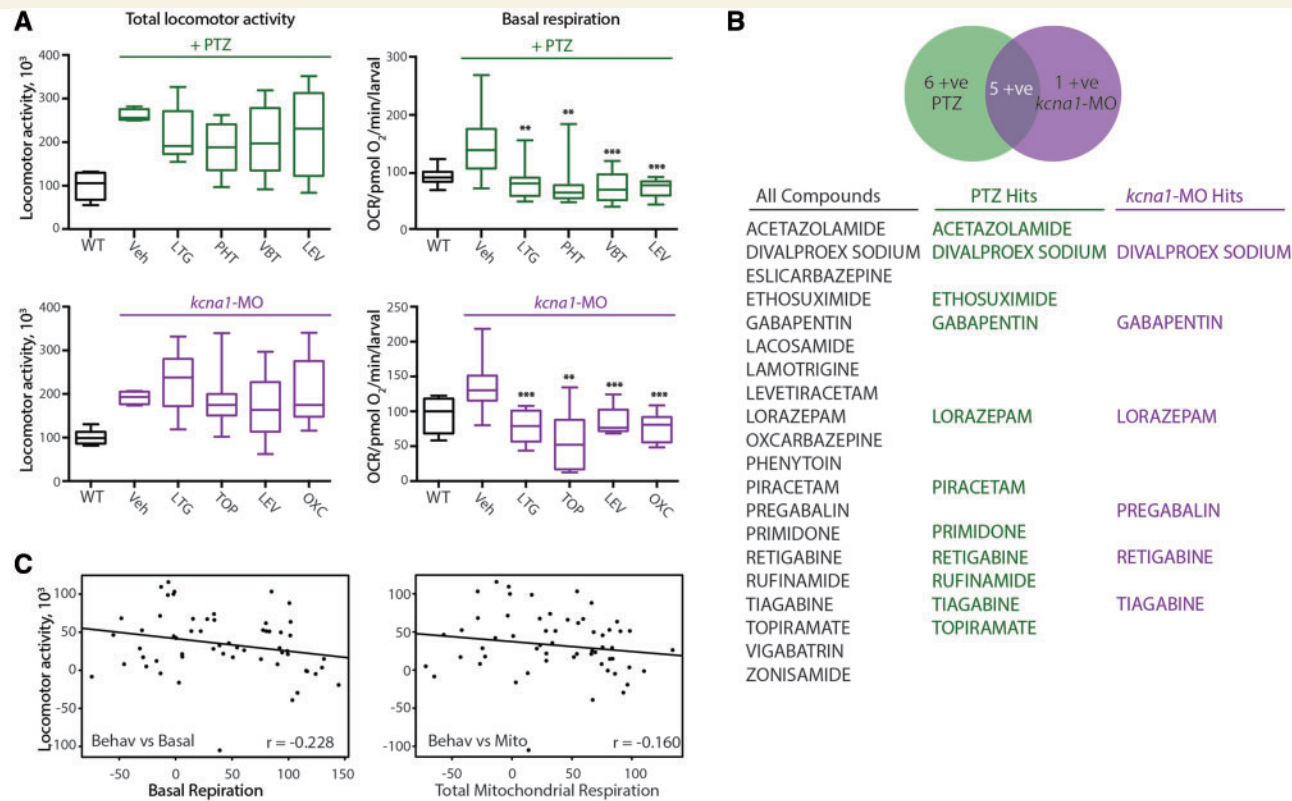 A
Total locomotor activity
+ PTZ
Locomotor activity, 10³
400
300
200
100
0
WT
Veh
LTG
PHT
VBT
LEV
Basal respiration
+ PTZ
OCR/pmol O₂/min/larval
300
200
100
0
**
**
***
***
WT
Veh
LTG
PHT
VBT
LEV
kcna1-MO
Locomotor activity, 10³
400
300
200
100
0
WT
Veh
LTG
TOP
LEV
OXC
kcna1-MO
OCR/pmol O₂/min/larval
250
200
150
100
50
0
***
**
***
***
WT
Veh
LTG
TOP
LEV
OXC
B
6 +ve
PTZ
5 +ve
1 +ve
kcna1-MO
All Compounds PTZ Hits kcna1-MO Hits
ACETAZOLAMIDE ACETAZOLAMIDE
DIVALPROEX SODIUM DIVALPROEX SODIUM DIVALPROEX SODIUM
ESLICARBAZEPINE
ETHOSUXIMIDE ETHOSUXIMIDE
GABAPENTIN GABAPENTIN GABAPENTIN
LACOSAMIDE
LAMOTRIGINE
LEVETIRACETAM
LORAZEPAM LORAZEPAM LORAZEPAM
OXCARBAZEPINE
PHENYTOIN
PIRACETAM PIRACETAM
PREGABALIN PREGABALIN
PRIMIDONE PRIMIDONE
RETIGABINE RETIGABINE RETIGABINE
RUFINAMIDE RUFINAMIDE
TIAGABINE TIAGABINE TIAGABINE
TOPIRAMATE TOPIRAMATE
VIGABATRIN
ZONISAMIDE
C
Locomotor activity, 10³
100
50
0
-50
-100
Behav vs Basal r = -0.228
-50 0 50 100 150
Basal Repiration
100
50
0
-50
-100
Behav vs Mito r = -0.160
-50 0 50 100
Total Mitochondrial Respiration